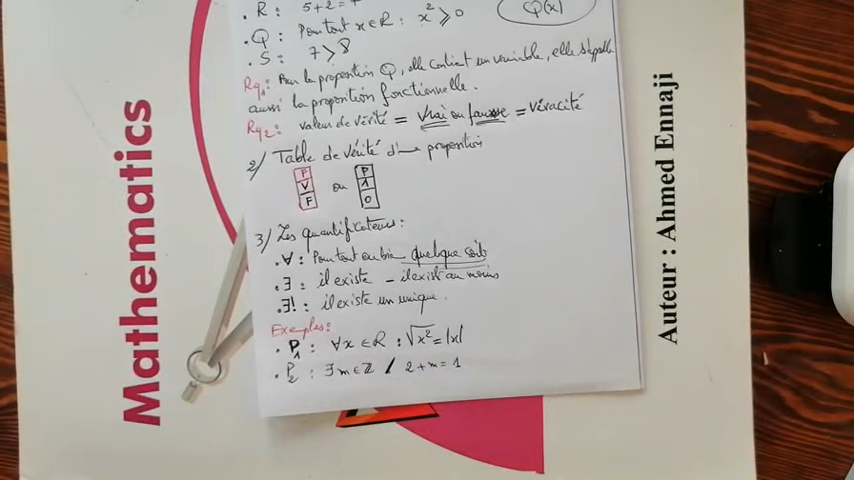 . R : 5+2=7
Q(x)
. Q : Pour tout x ∈ R : x² ⩾ 0
. S : 7 > 8
Rq1: Pour la proposition Q, elle contient un variable, elle s'appelle
aussi la proposition fonctionnelle.
Rq2: valeur de vérité = vrai ou fausse = véracité
2/ Table de vérité d'une proposition
P ou P
V 1
F 0
3/ Les quantificateurs :
. ∀ : Pour tout ou bien quelque soit
. ∃ : il existe - il existe au moins
. ∃! : il existe un unique.
Exemples:
. P1 : ∀x ∈ R : √x² = |x|
. P2 : ∃m ∈ Z / 2+m = 1
Mathematics
Auteur : Ahmed Ennaji